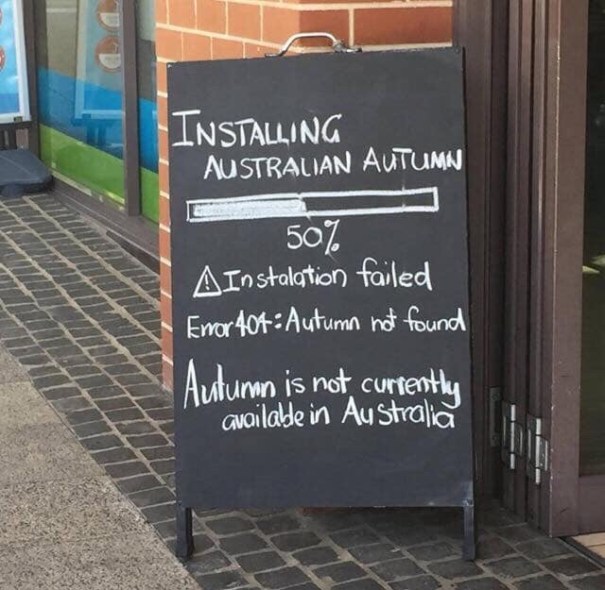 INSTALLING
AUSTRALIAN AUTUMN
50%
⚠Instalation failed
Error 404: Autumn not found
Autumn is not currently
available in Australia